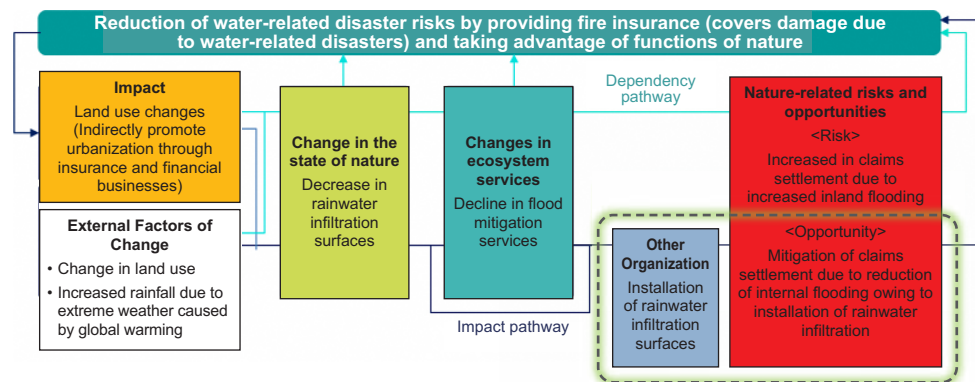 Reduction of water-related disaster risks by providing fire insurance (covers damage due
to water-related disasters) and taking advantage of functions of nature
Impact
Land use changes
(Indirectly promote
urbanization through
insurance and financial
businesses)
External Factors of
Change
• Change in land use
• Increased rainfall due to
extreme weather caused
by global warming
Change in the
state of nature
Decrease in
rainwater
infiltration
surfaces
Changes in
ecosystem
services
Decline in flood
mitigation
services
Dependency
pathway
Impact pathway
Other
Organization
Installation
of rainwater
infiltration
surfaces
Nature-related risks and
opportunities
<Risk>
Increased in claims
settlement due to
increased inland flooding
<Opportunity>
Mitigation of claims
settlement due to reduction
of internal flooding owing to
installation of rainwater
infiltration